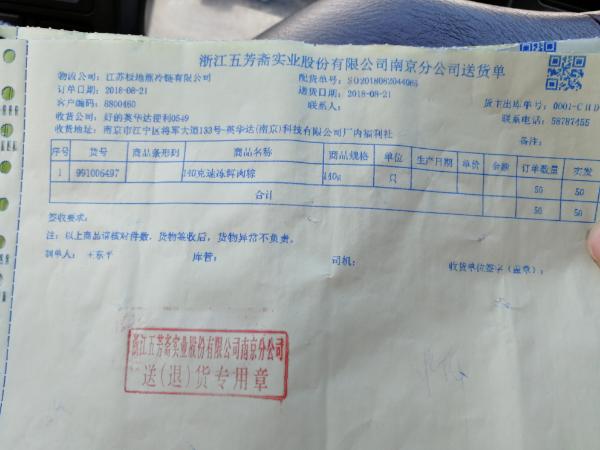 浙江五芳斋实业股份有限公司南京分公司送货单
物流公司：江苏极地熊冷链有限公司 配货单号：SO2018082044965
订单日期：2018-08-21 送货日期：2018-08-21 货主出库单号：0001-CHD
客户编码：8800460 联系人： 联系电话：58787455
收货公司：好的英华达便利0549
收货地址：南京市江宁区将军大道133号-英华达(南京)科技有限公司厂内福利社 备注：
序号 货号 商品条形码 商品名称 商品规格 单位 生产日期 单价 金额 订单数量 实发
1 991006497 140克速冻鲜肉粽 140g 只 50 50
合计 50 50
签收要求：
注：以上商品请核对件数，货物签收后，货物异常不负责。
制单人： 库管： 司机： 收货单位签字（盖章）：
浙江五芳斋实业股份有限公司南京分公司
送(退)货专用章